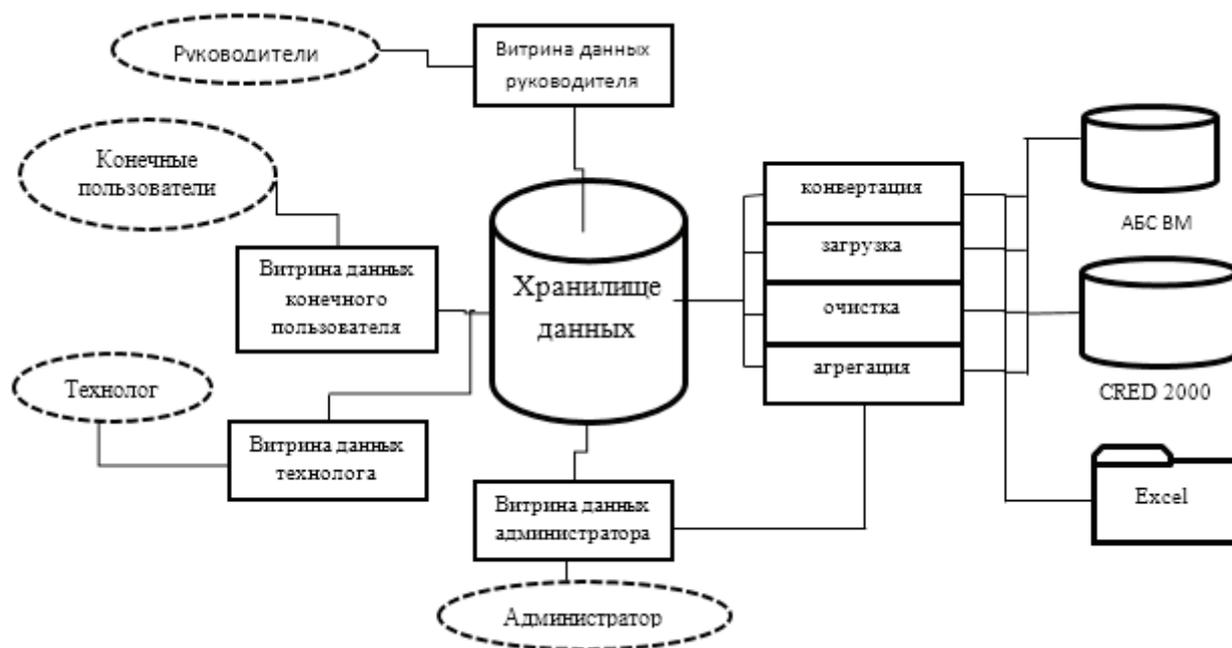 Руководители
Витрина данных
руководителя
Конечные
пользователи
Витрина данных
конечного
пользователя
Технолог
Витрина данных
технолога
Хранилище
данных
Витрина данных
администратора
Администратор
конвертация
загрузка
очистка
агрегация
АБС ВМ
CRED 2000
Excel